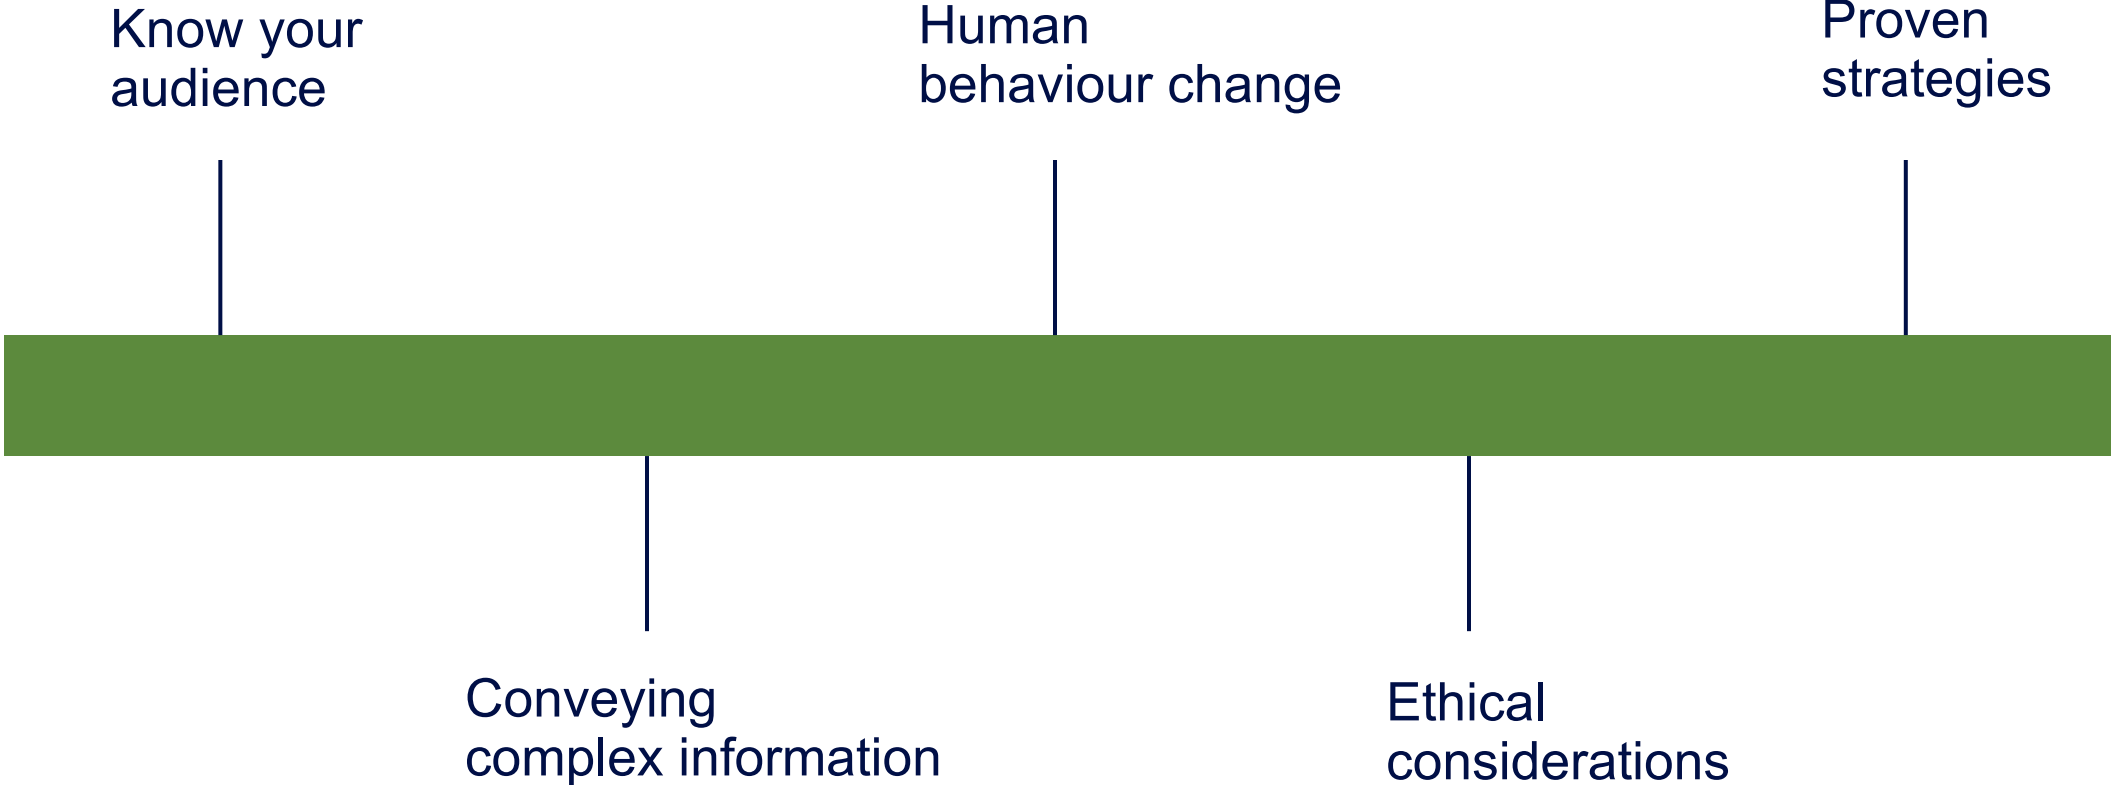 Know your
audience
Human
behaviour change
Proven
strategies
Conveying
complex information
Ethical
considerations